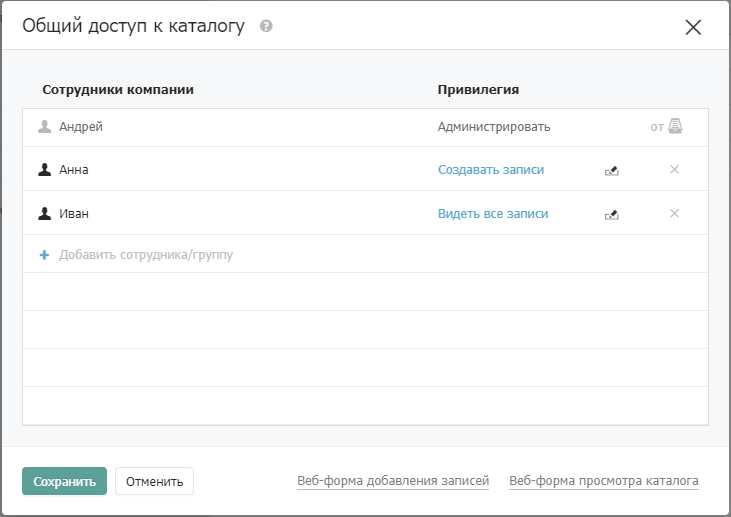 Общий доступ к каталогу ?
Сотрудники компании Привилегия
Андрей Администрировать от
Анна Создавать записи
Иван Видеть все записи
+ Добавить сотрудника/группу
Сохранить Отменить Веб-форма добавления записей Веб-форма просмотра каталога